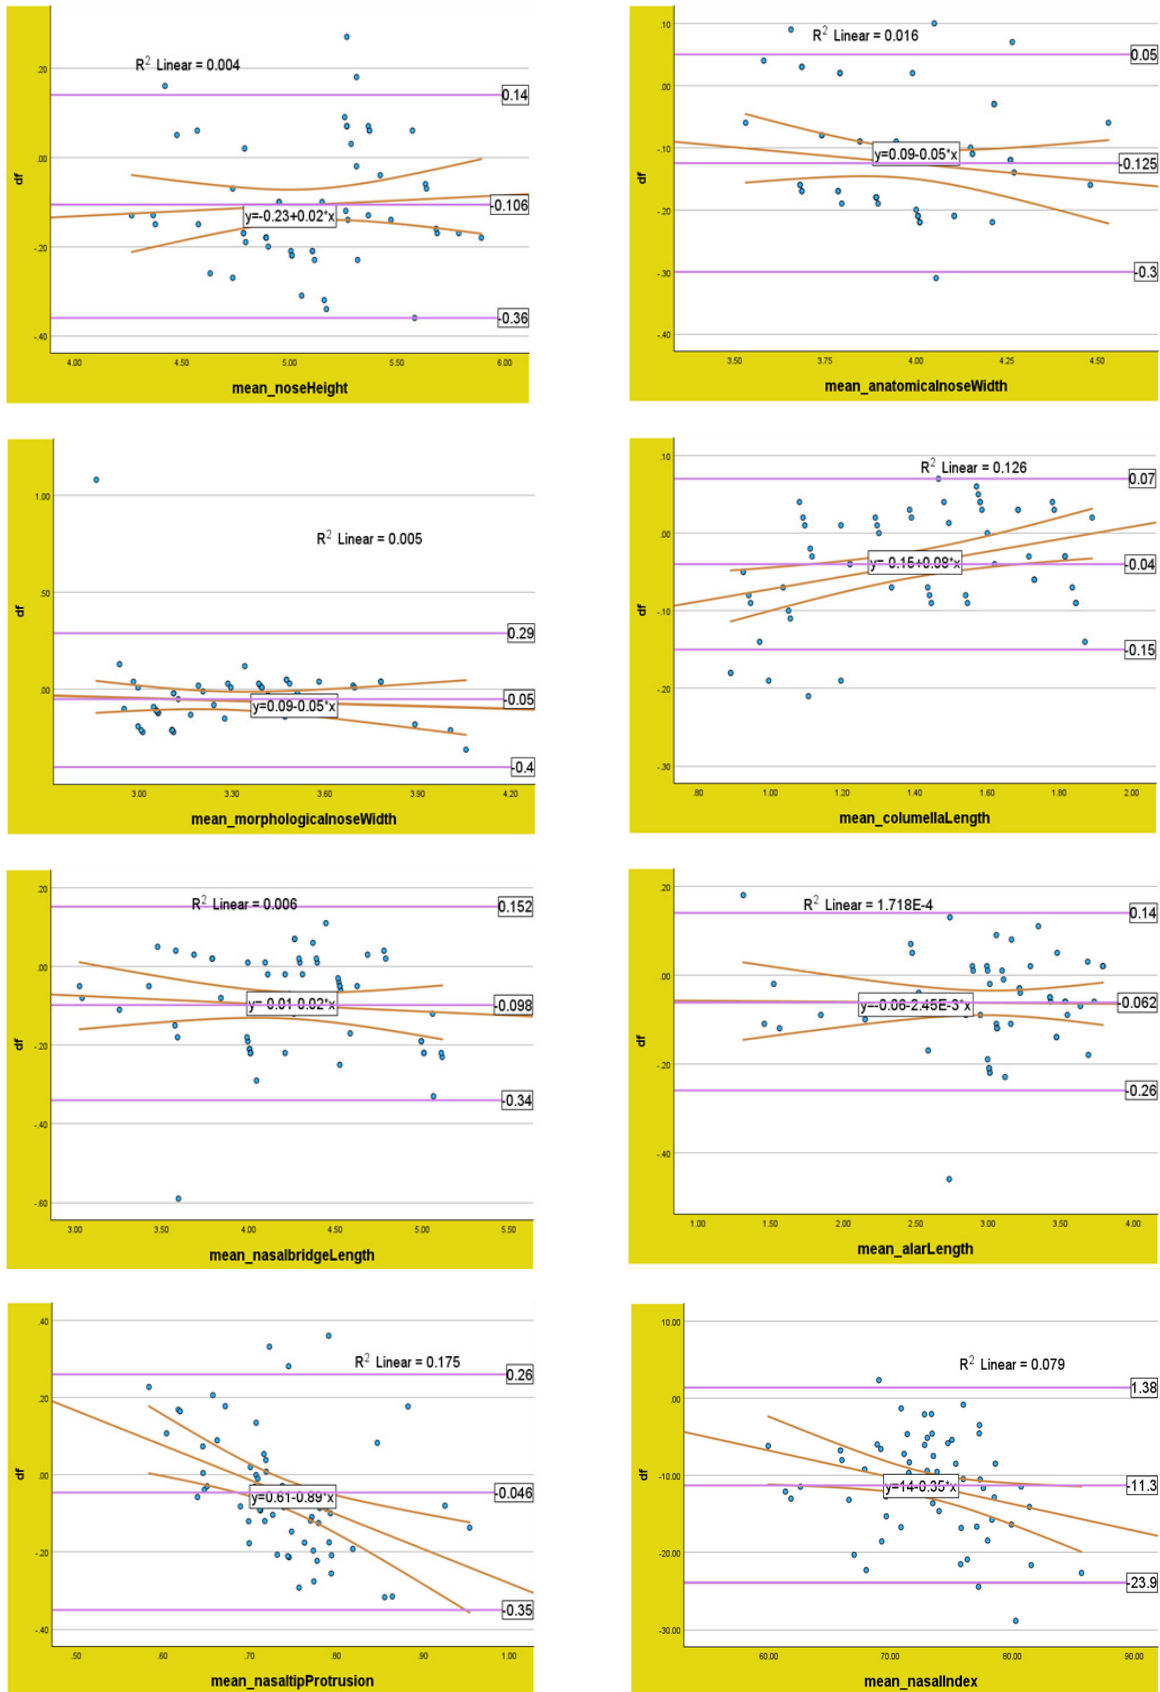 R2 Linear = 0.004
.20
0.14
.00
df
-0.106
y=-0.23+0.02*x
-.20
-0.36
-.40
4.00 4.50 5.00 5.50 6.00
mean_noseHeight
.10
R2 Linear = 0.016
0.05
.00
-.10
y=0.09-0.05*x
-0.125
df
-.20
-0.3
-.30
-.40
3.50 3.75 4.00 4.25 4.50
mean_anatomicalnoseWidth
1.00
R2 Linear = 0.005
.50
0.29
df
.00
-0.05
y=0.09-0.05*x
-0.4
3.00 3.30 3.60 3.90 4.20
mean_morphologicalnoseWidth
.10
R2 Linear = 0.126
0.07
.00
y=-0.15+0.08*x
-0.04
df
-.10
-0.15
-.20
-.30
.80 1.00 1.20 1.40 1.60 1.80 2.00
mean_columellaLength
.20
R2 Linear = 0.006
0.152
.00
y=-0.01-0.02*x
-0.098
df
-.20
-0.34
-.40
-.60
3.00 3.50 4.00 4.50 5.00 5.50
mean_nasalbridgeLength
.20
R2 Linear = 1.718E-4
0.14
.00
y=-0.06-2.45E-3*x
-0.062
df
-.20
-0.26
-.40
1.00 1.50 2.00 2.50 3.00 3.50 4.00
mean_alarLength
.40
R2 Linear = 0.175
0.26
.20
.00
y=0.61-0.89*x
-0.046
df
-.20
-0.35
-.40
.50 .60 .70 .80 .90 1.00
mean_nasaltipProtrusion
10.00
R2 Linear = 0.079
1.38
.00
-10.00
y=14-0.35*x
-11.3
df
-20.00
-23.9
-30.00
60.00 70.00 80.00 90.00
mean_nasalIndex